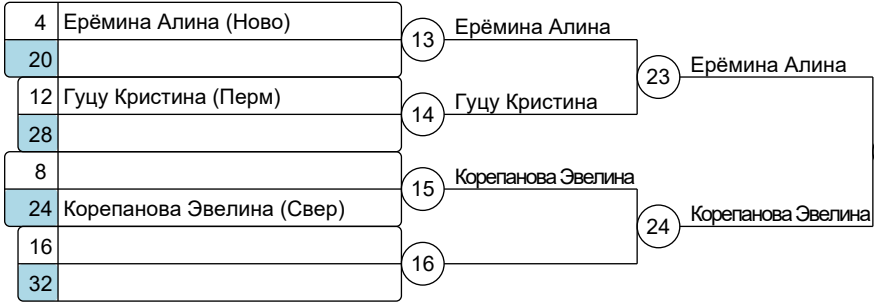 4 Ерёмина Алина (Ново)
20
13 Ерёмина Алина
12 Гуцу Кристина (Перм)
28
14 Гуцу Кристина
23 Ерёмина Алина
8
24 Корепанова Эвелина (Свер)
15 Корепанова Эвелина
16
32
16
24 Корепанова Эвелина